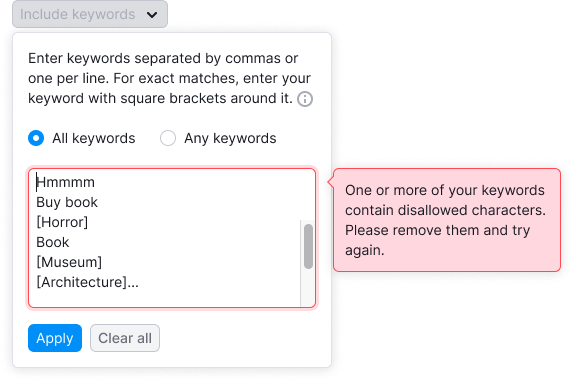 Include keywords
Enter keywords separated by commas or
one per line. For exact matches, enter your
keyword with square brackets around it.
All keywords
Any keywords
Hmmmm
Buy book
[Horror]
Book
[Museum]
[Architecture]...
One or more of your keywords
contain disallowed characters.
Please remove them and try
again.
Apply
Clear all